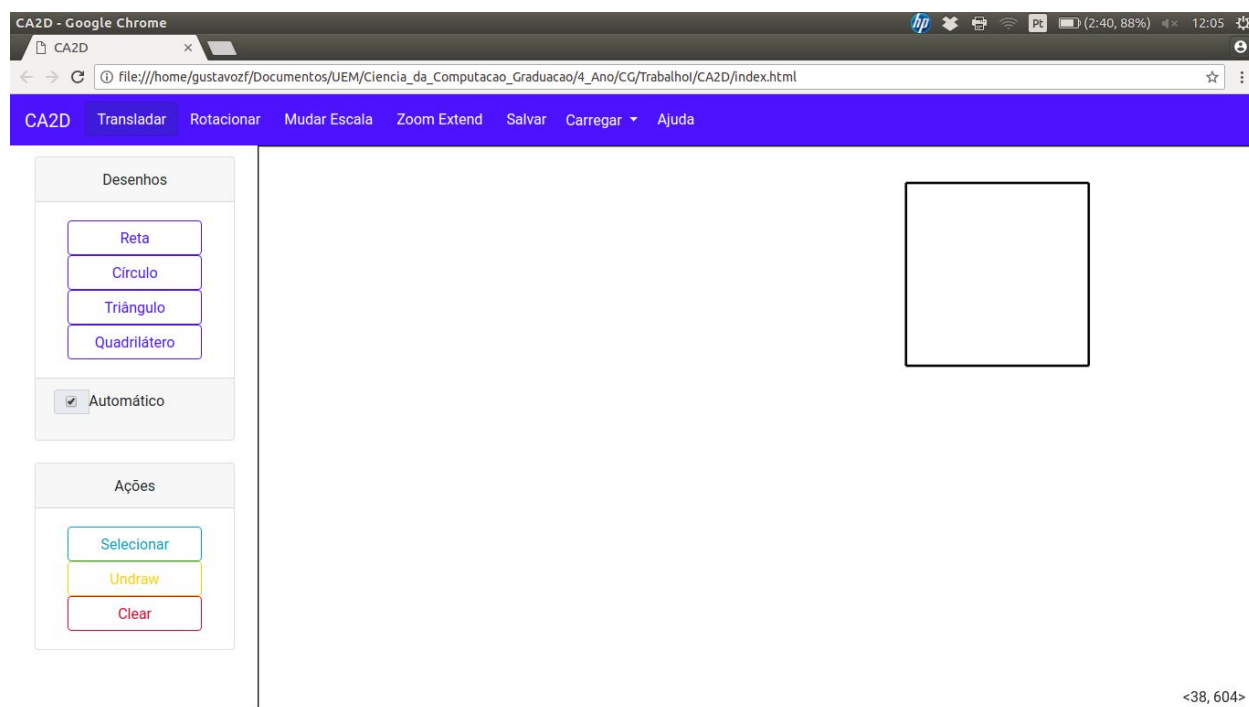 CA2D - Google Chrome
hp Pt (2:40, 88%) 12:05
CA2D ×
file:///home/gustavozf/Documentos/UEM/Ciencia_da_Computacao_Graduacao/4_Ano/CG/TrabalhoI/CA2D/index.html
CA2D Transladar Rotacionar Mudar Escala Zoom Extend Salvar Carregar Ajuda
Desenhos
Reta
Círculo
Triângulo
Quadrilátero
Automático
Ações
Selecionar
Undraw
Clear
<38, 604>